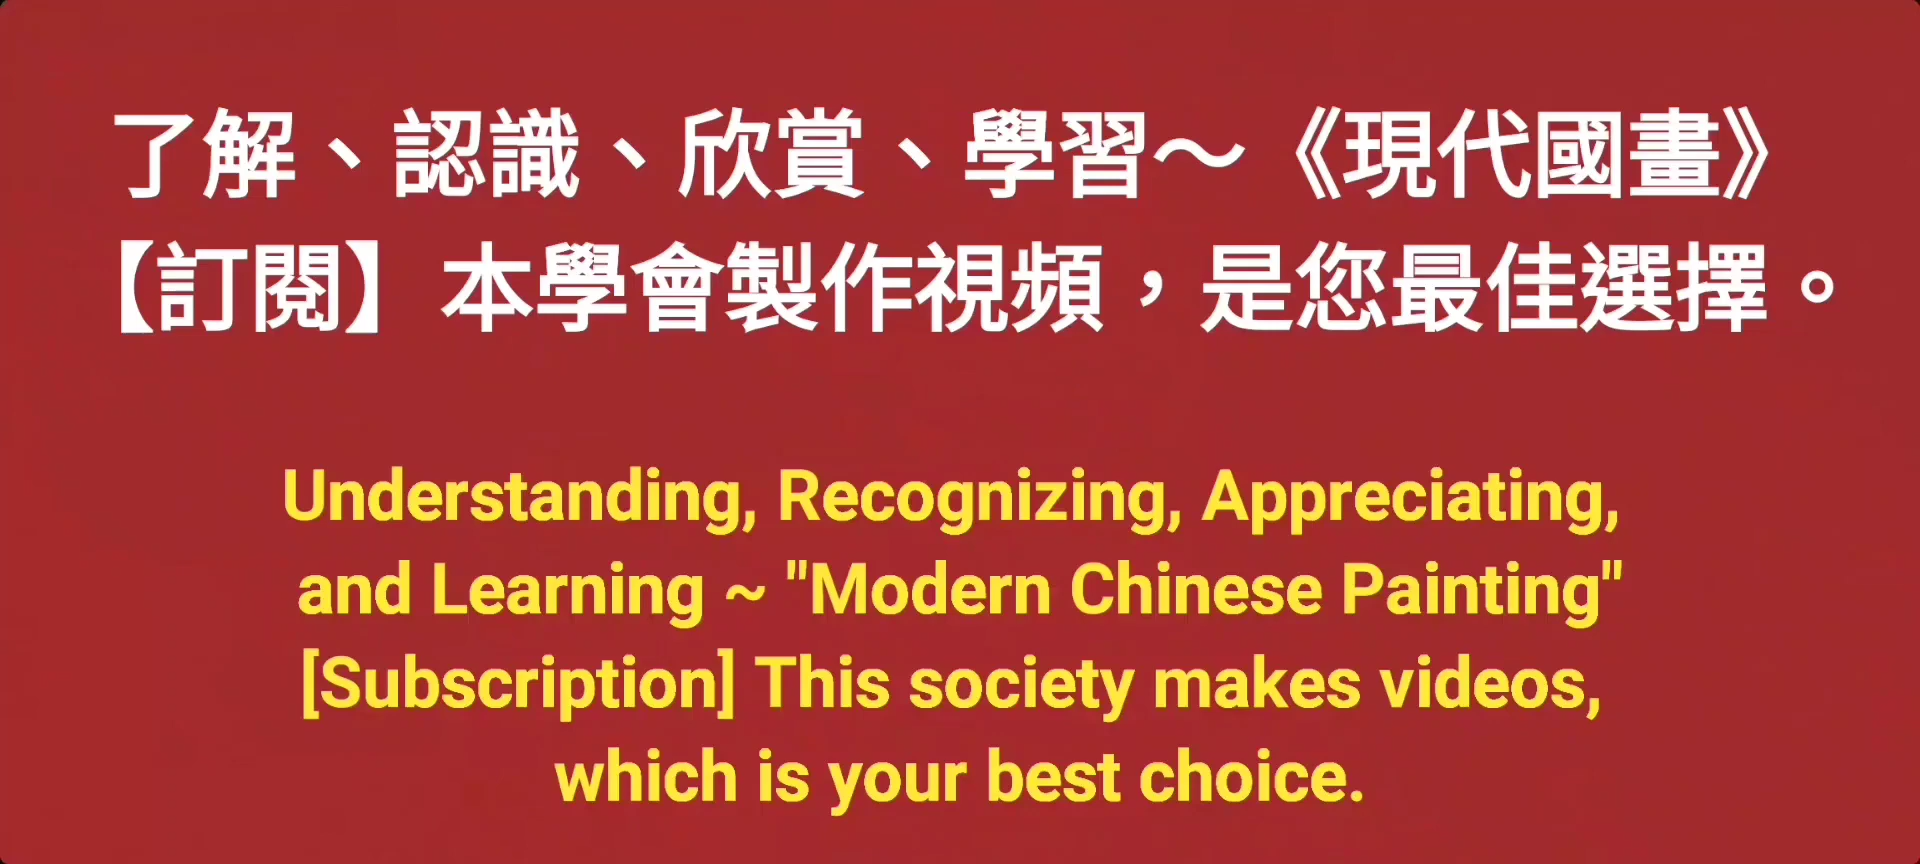 了解、認識、欣賞、學習～《現代國畫》
【訂閱】本學會製作視頻，是您最佳選擇。
Understanding, Recognizing, Appreciating,
and Learning ~ "Modern Chinese Painting"
[Subscription] This society makes videos,
which is your best choice.